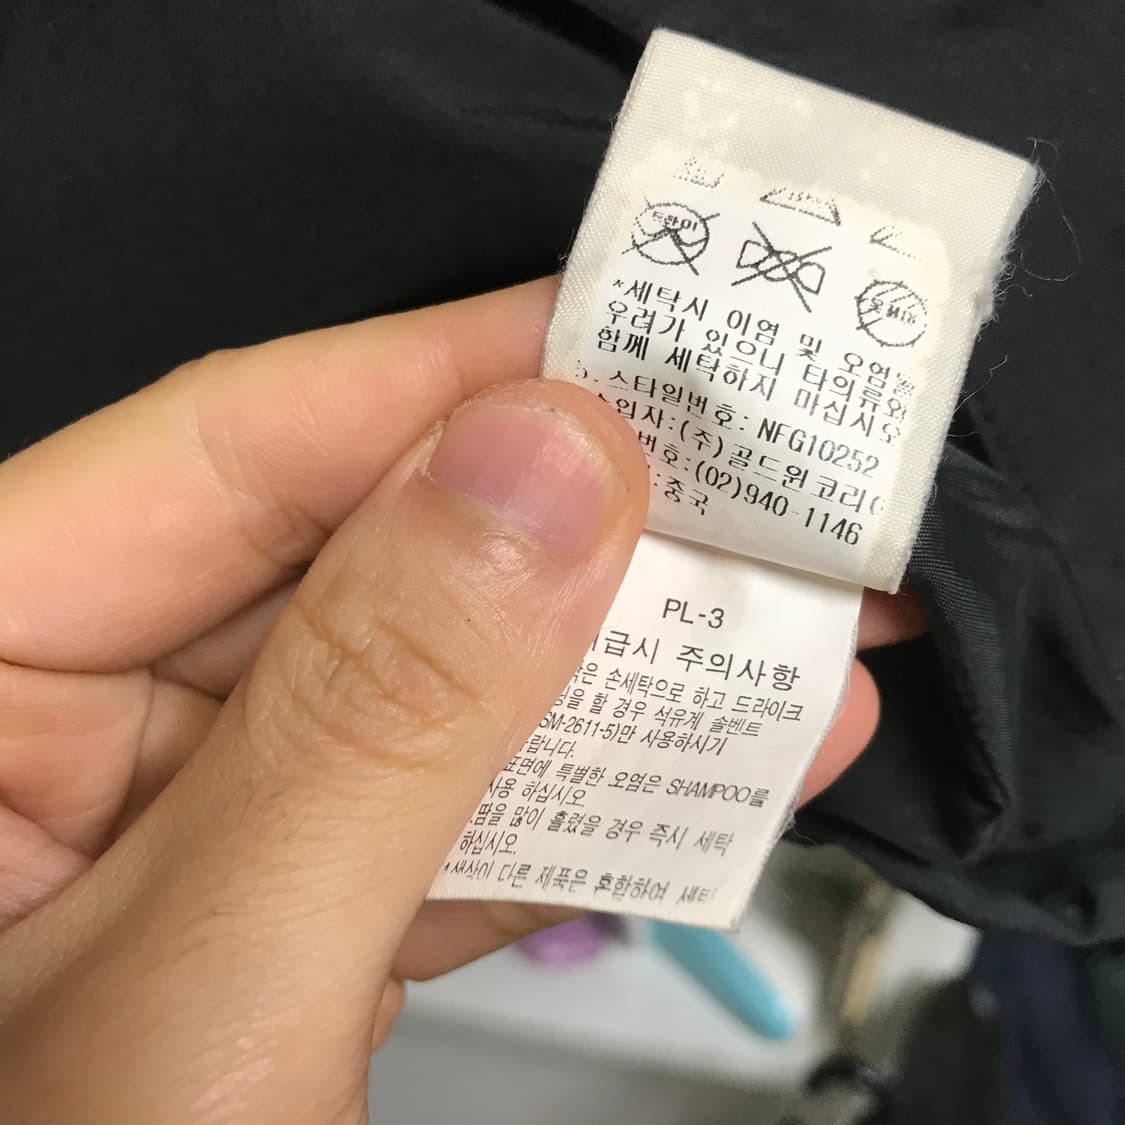 드라이
*세탁시 이염 및 오염될
우려가 있으니 타의류와
함께 세탁하지 마십시오
스타일번호: NFG10252
입자:(주)골드윈코리
번호:(02)940-1146
:중국
PL-3
급시 주의사항
은 손세탁으로 하고 드라이크
을 할 경우 석유계 솔벤트
SM-2611-5)만 사용하시기
랍니다.
표면에 특별한 오염은 SHAMPOO를
사용 하십시오
땀을 많이 흘렸을 경우 즉시 세탁
하십시오.
색상이 다른 제품은 혼합하여 세탁